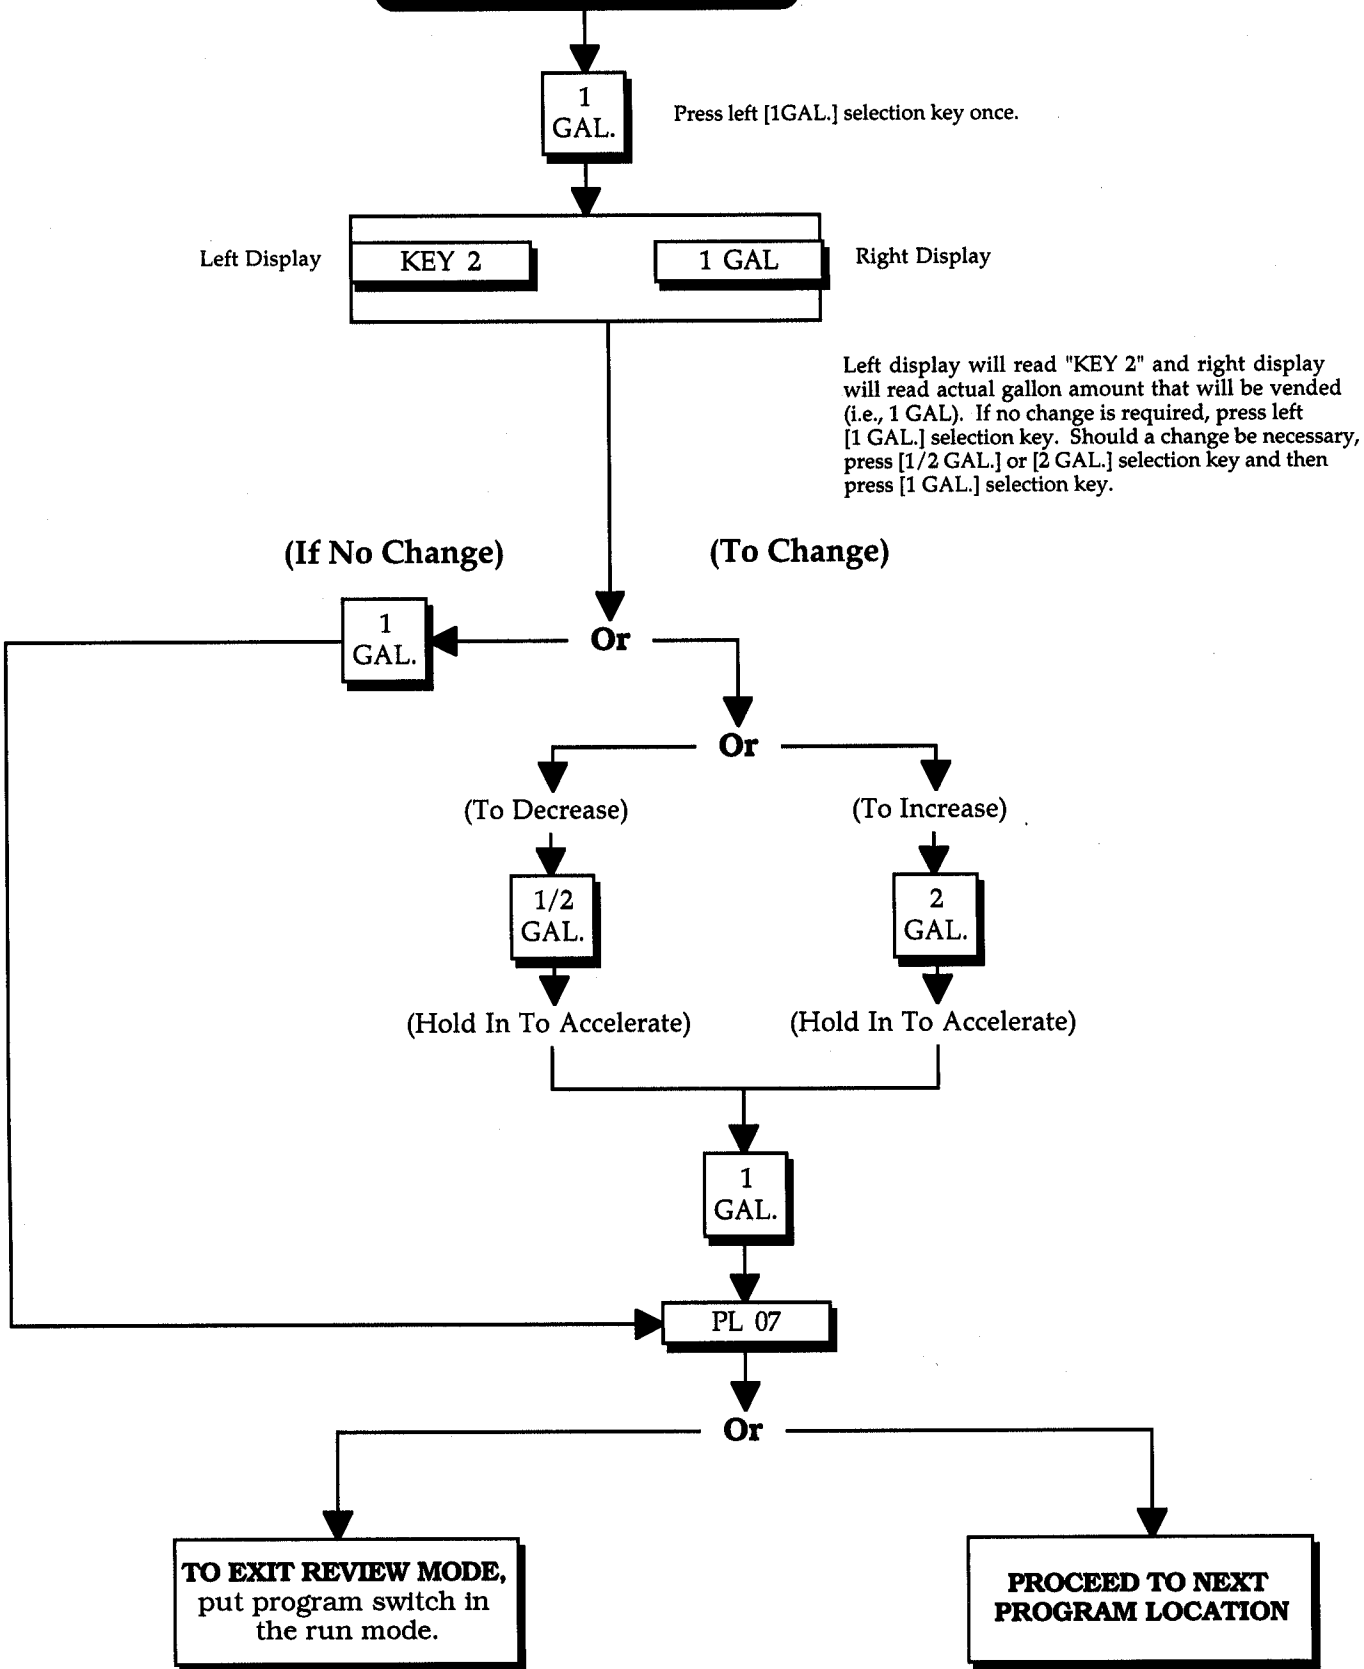 1
GAL.
Press left [1GAL.] selection key once.
Left Display
KEY 2
1 GAL
Right Display
Left display will read "KEY 2" and right display
will read actual gallon amount that will be vended
(i.e., 1 GAL). If no change is required, press left
[1 GAL.] selection key. Should a change be necessary,
press [1/2 GAL.] or [2 GAL.] selection key and then
press [1 GAL.] selection key.
(If No Change)
(To Change)
1
GAL.
Or
Or
(To Decrease)
(To Increase)
1/2
GAL.
2
GAL.
(Hold In To Accelerate)
(Hold In To Accelerate)
1
GAL.
PL 07
Or
TO EXIT REVIEW MODE,
put program switch in
the run mode.
PROCEED TO NEXT
PROGRAM LOCATION